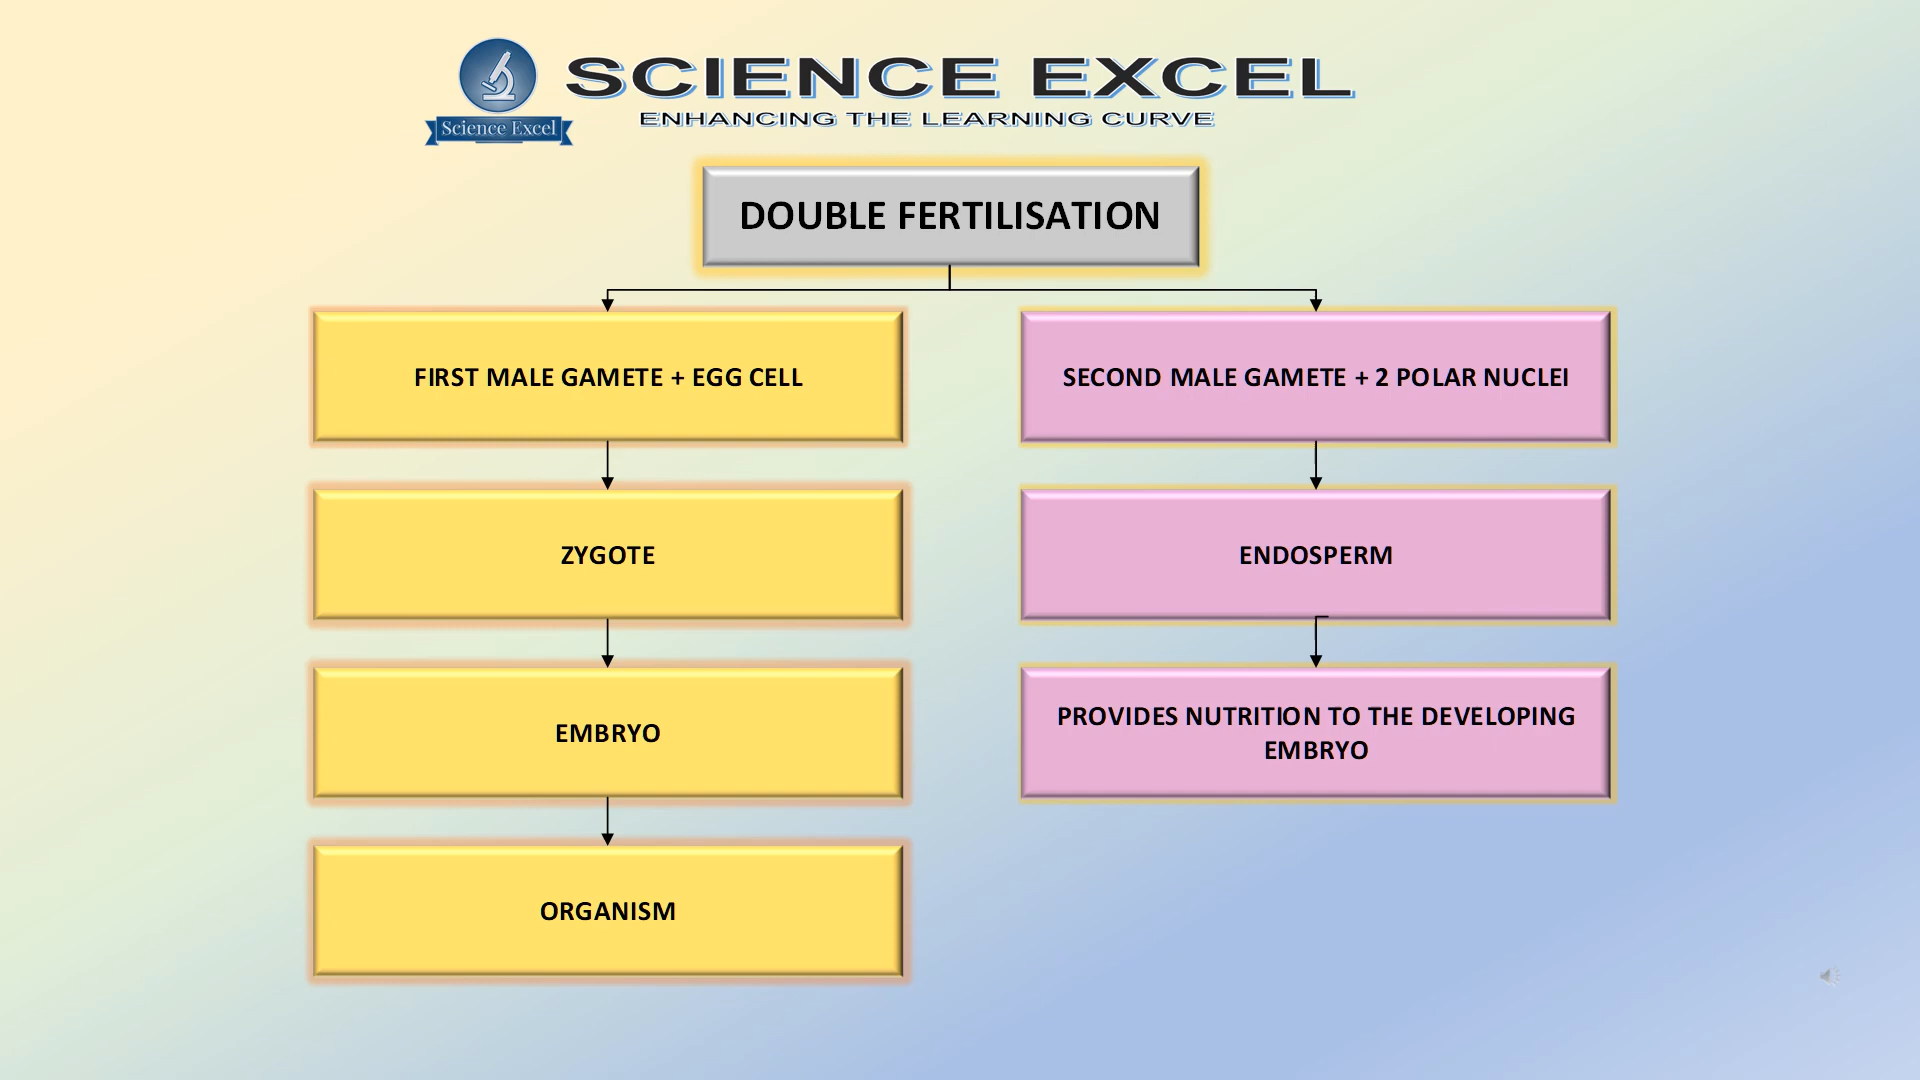 Science Excel
SCIENCE EXCEL
ENHANCING THE LEARNING CURVE
DOUBLE FERTILISATION
FIRST MALE GAMETE + EGG CELL
SECOND MALE GAMETE + 2 POLAR NUCLEI
ZYGOTE
ENDOSPERM
EMBRYO
PROVIDES NUTRITION TO THE DEVELOPING
EMBRYO
ORGANISM